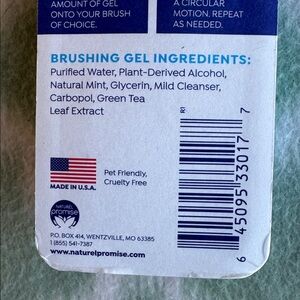 AMOUNT OF GEL
ONTO YOUR BRUSH
OF CHOICE.
A CIRCULAR
MOTION. REPEAT
AS NEEDED.
BRUSHING GEL INGREDIENTS:
Purified Water, Plant-Derived Alcohol,
Natural Mint, Glycerin, Mild Cleanser,
Carbopol, Green Tea
Leaf Extract
MADE IN U.S.A.
Pet Friendly,
Cruelty Free
NATUREL
promise
P.O. BOX 414, WENTZVILLE, MO 63385
1 (855) 541-7387
www.naturelpromise.com
R1
6 45095 33017 7